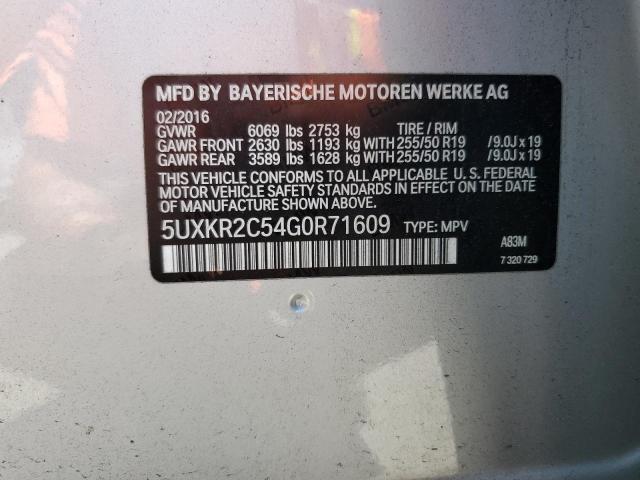 MFD BY BAYERISCHE MOTOREN WERKE AG
02/2016
GVWR 6069 lbs 2753 kg TIRE / RIM
GAWR FRONT 2630 lbs 1193 kg 255/50 R19 /9.0J x 19
GAWR REAR 3589 lbs 1628 kg 255/50 R19 /9.0J x 19
THIS VEHICLE CONFORMS TO ALL APPLICABLE U. S. FEDERAL
MOTOR VEHICLE SAFETY STANDARDS IN EFFECT ON THE DATE
OF MANUFACTURE SHOWN ABOVE.
5UXKR2C54G0R71609 TYPE: MPV
A83M
7 320 729